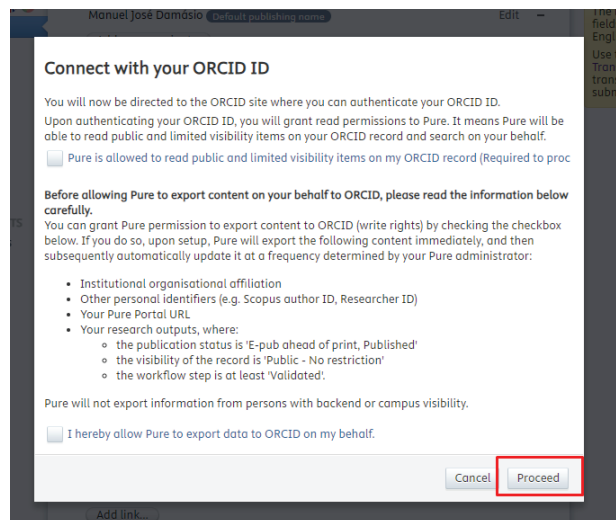 Manuel José Damásio Default publishing name Edit –
The
field
Engl
Use
Tran
tran
subm
Connect with your ORCID ID
You will now be directed to the ORCID site where you can authenticate your ORCID ID.
Upon authenticating your ORCID ID, you will grant read permissions to Pure. It means Pure will be
able to read public and limited visibility items on your ORCID record and search on your behalf.
Pure is allowed to read public and limited visibility items on my ORCID record (Required to proc
Before allowing Pure to export content on your behalf to ORCID, please read the information below
carefully.
You can grant Pure permission to export content to ORCID (write rights) by checking the checkbox
below. If you do so, upon setup, Pure will export the following content immediately, and then
subsequently automatically update it at a frequency determined by your Pure administrator:
• Institutional organisational affiliation
• Other personal identifiers (e.g. Scopus author ID, Researcher ID)
• Your Pure Portal URL
• Your research outputs, where:
◦ the publication status is 'E-pub ahead of print, Published'
◦ the visibility of the record is 'Public - No restriction'
◦ the workflow step is at least 'Validated'.
Pure will not export information from persons with backend or campus visibility.
I hereby allow Pure to export data to ORCID on my behalf.
Cancel Proceed
Add link...